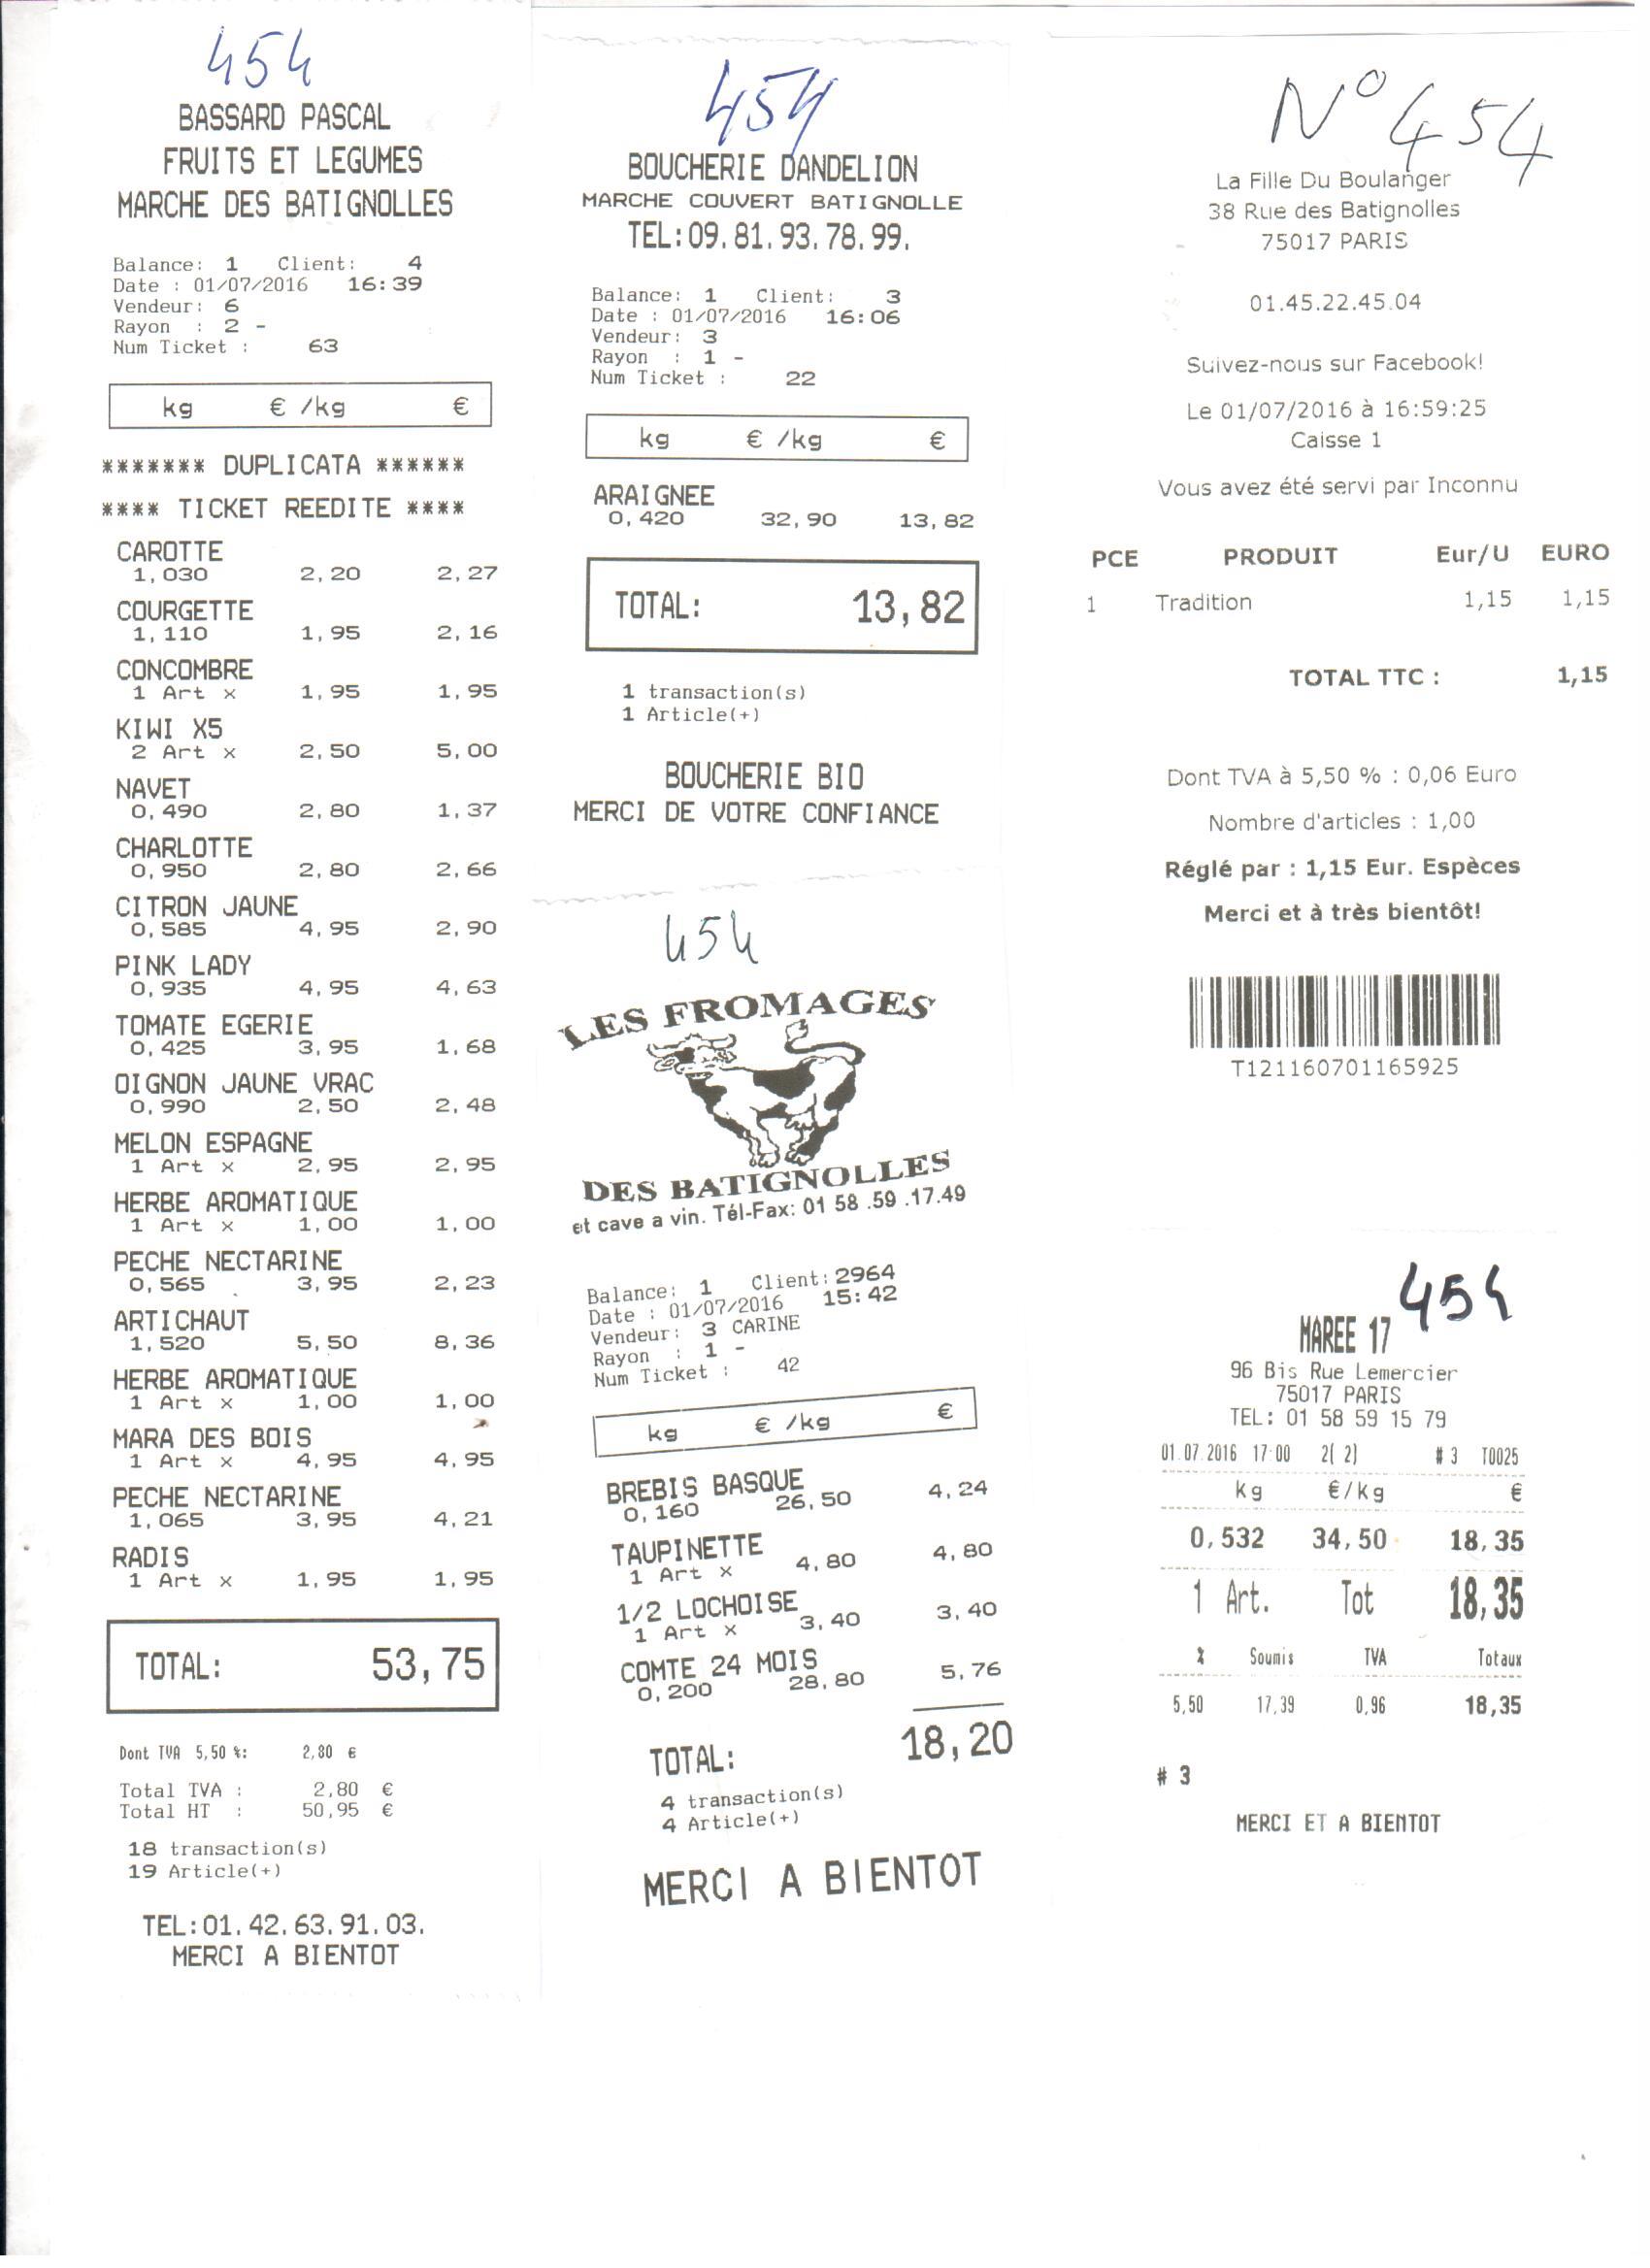 454
BASSARD PASCAL
FRUITS ET LEGUMES
MARCHE DES BATIGNOLLES
Balance: 1 Client: 4
Date : 01/07/2016 16:39
Vendeur: 6
Rayon : 2 -
Num Ticket : 63
kg € /kg €
******* DUPLICATA ******
**** TICKET REEDITE ****
CAROTTE
1,030 2,20 2,27
COURGETTE
1,110 1,95 2,16
CONCOMBRE
1 Art x 1,95 1,95
KIWI X5
2 Art x 2,50 5,00
NAVET
0,490 2,80 1,37
CHARLOTTE
0,950 2,80 2,66
CITRON JAUNE
0,585 4,95 2,90
PINK LADY
0,935 4,95 4,63
TOMATE EGERIE
0,425 3,95 1,68
OIGNON JAUNE VRAC
0,990 2,50 2,48
MELON ESPAGNE
1 Art x 2,95 2,95
HERBE AROMATIQUE
1 Art x 1,00 1,00
PECHE NECTARINE
0,565 3,95 2,23
ARTICHAUT
1,520 5,50 8,36
HERBE AROMATIQUE
1 Art x 1,00 1,00
MARA DES BOIS
1 Art x 4,95 4,95
PECHE NECTARINE
1,065 3,95 4,21
RADIS
1 Art x 1,95 1,95
TOTAL: 53,75
Dont TVA 5,50 %: 2,80 €
Total TVA : 2,80 €
Total HT : 50,95 €
18 transaction(s)
19 Article(+)
TEL:01.42.63.91.03.
MERCI A BIENTOT
454
BOUCHERIE DANDELION
MARCHE COUVERT BATIGNOLLE
TEL:09.81.93.78.99.
Balance: 1 Client: 3
Date : 01/07/2016 16:06
Vendeur: 3
Rayon : 1 -
Num Ticket : 22
kg € /kg €
ARAIGNEE
0,420 32,90 13,82
TOTAL: 13,82
1 transaction(s)
1 Article(+)
BOUCHERIE BIO
MERCI DE VOTRE CONFIANCE
454
LES FROMAGES
DES BATIGNOLLES
et cave a vin. Tél-Fax: 01 58 .59 .17.49
Balance: 1 Client: 2964
Date : 01/07/2016 15:42
Vendeur: 3 CARINE
Rayon : 1 -
Num Ticket : 42
kg € /kg €
BREBIS BASQUE
0,160 26,50 4,24
TAUPINETTE
1 Art x 4,80 4,80
1/2 LOCHOISE
1 Art x 3,40 3,40
COMTE 24 MOIS
0,200 28,80 5,76
TOTAL: 18,20
4 transaction(s)
4 Article(+)
MERCI A BIENTOT
N° 454
La Fille Du Boulanger
38 Rue des Batignolles
75017 PARIS
01.45.22.45.04
Suivez-nous sur Facebook!
Le 01/07/2016 à 16:59:25
Caisse 1
Vous avez été servi par Inconnu
PCE PRODUIT Eur/U EURO
1 Tradition 1,15 1,15
TOTAL TTC : 1,15
Dont TVA à 5,50 % : 0,06 Euro
Nombre d'articles : 1,00
Réglé par : 1,15 Eur. Espèces
Merci et à très bientôt!
T121160701165925
454
MAREE 17
96 Bis Rue Lemercier
75017 PARIS
TEL: 01 58 59 15 79
01.07.2016 17:00 2( 2) # 3 T0025
kg €/kg €
0,532 34,50 18,35
1 Art. Tot 18,35
% Soumis TVA Totaux
5,50 17,39 0,96 18,35
# 3
MERCI ET A BIENTOT